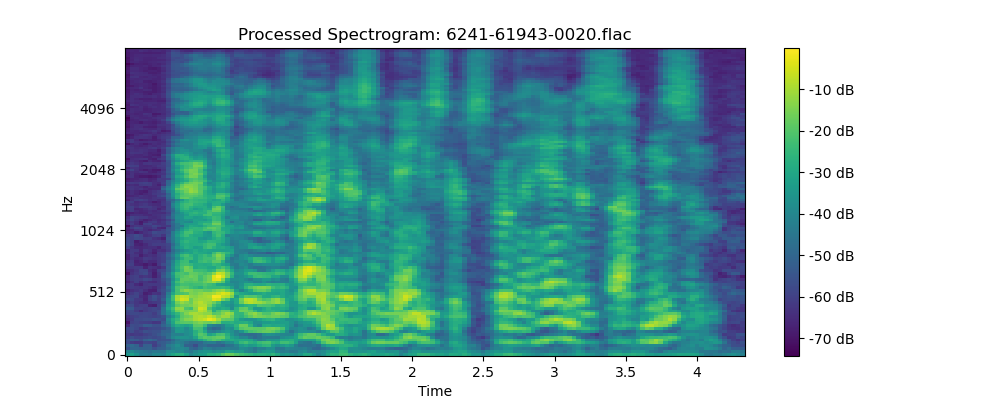 Processed Spectrogram: 6241-61943-0020.flac
Hz
4096
2048
1024
512
0
0
0.5
1
1.5
2
2.5
3
3.5
4
Time
-10 dB
-20 dB
-30 dB
-40 dB
-50 dB
-60 dB
-70 dB